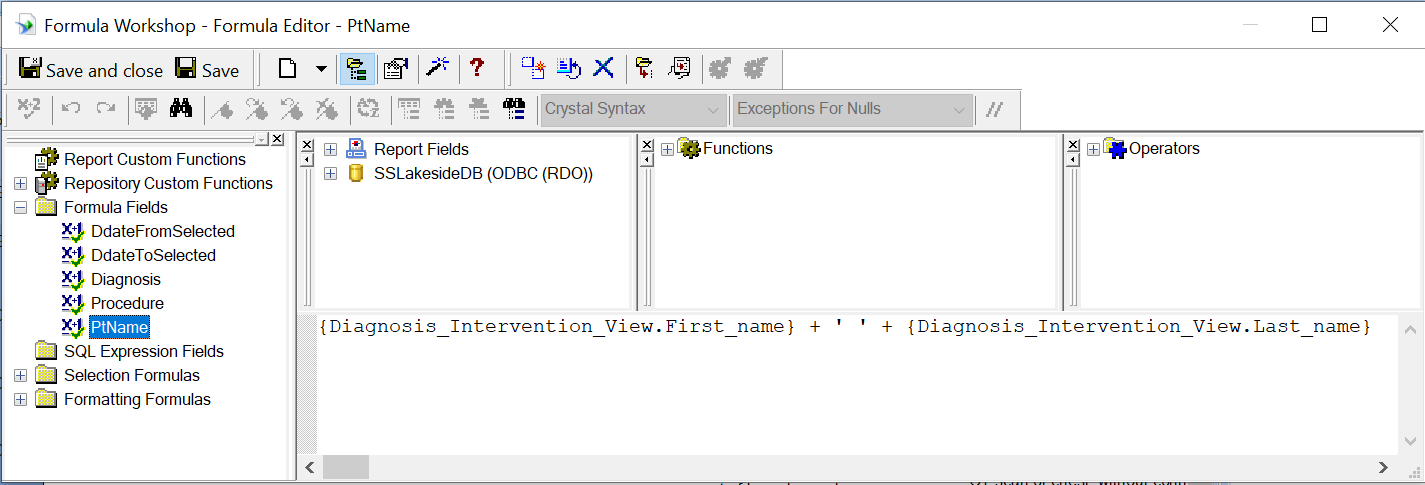 Formula Workshop - Formula Editor - PtName
Save and close Save
Crystal Syntax Exceptions For Nulls //
Report Custom Functions
Repository Custom Functions
Formula Fields
DdateFromSelected
DdateToSelected
Diagnosis
Procedure
PtName
SQL Expression Fields
Selection Formulas
Formatting Formulas
Report Fields
SSLakesideDB (ODBC (RDO))
Functions
Operators
{Diagnosis_Intervention_View.First_name} + ' ' + {Diagnosis_Intervention_View.Last_name}